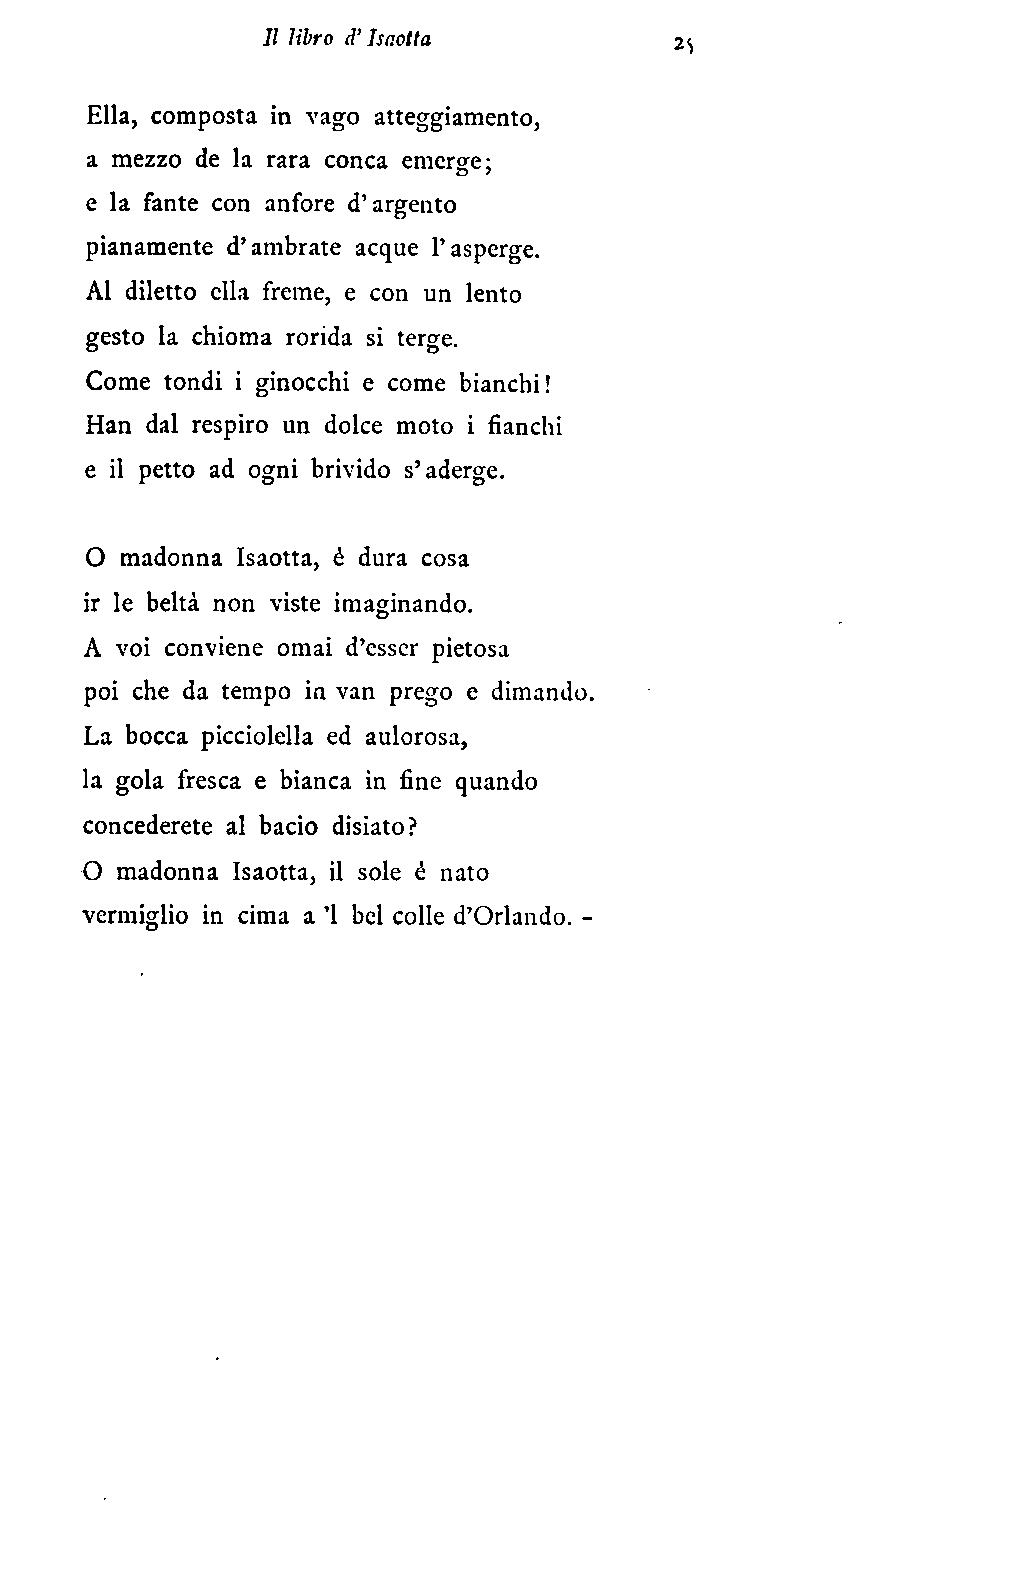 Il libro d' Isaotta 25
Ella, composta in vago atteggiamento,
a mezzo de la rara conca emerge;
e la fante con anfore d' argento
pianamente d' ambrate acque l' asperge.
Al diletto ella freme, e con un lento
gesto la chioma rorida si terge.
Come tondi i ginocchi e come bianchi!
Han dal respiro un dolce moto i fianchi
e il petto ad ogni brivido s' aderge.
O madonna Isaotta, é dura cosa
ir le beltà non viste imaginando.
A voi conviene omai d'esser pietosa
poi che da tempo in van prego e dimando.
La bocca picciolella ed aulorosa,
la gola fresca e bianca in fine quando
concederete al bacio disiato?
O madonna Isaotta, il sole é nato
vermiglio in cima a 'l bel colle d'Orlando. -